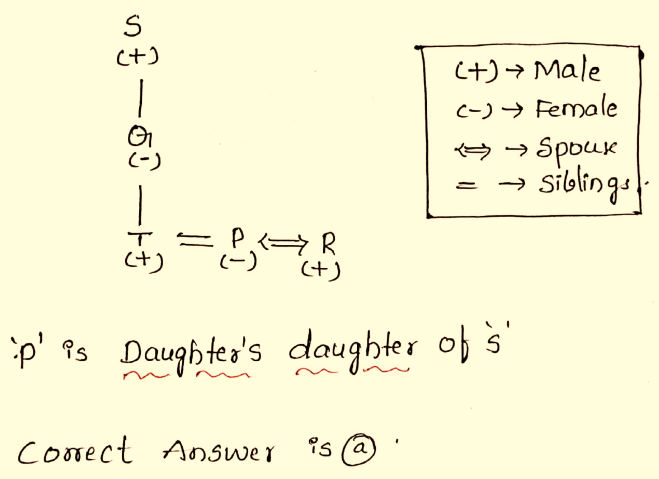 S
(+)
Q
(-)
T = P ⇔ R
(+) (-) (+)
(+) → Male
(-) → Female
⇔ → Spouse
= → Siblings.
'p' is Daughter's daughter of 's'
Correct Answer is ⓐ.